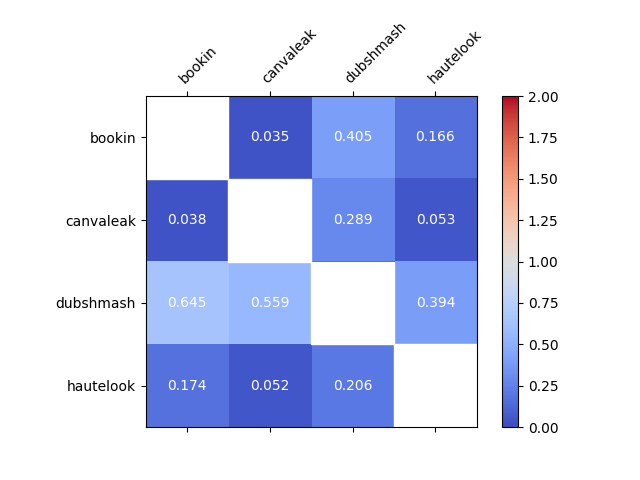 bookin canvaleak dubshmash hautelook
bookin 0.035 0.405 0.166
canvaleak 0.038 0.289 0.053
dubshmash 0.645 0.559 0.394
hautelook 0.174 0.052 0.206
2.00
1.75
1.50
1.25
1.00
0.75
0.50
0.25
0.00